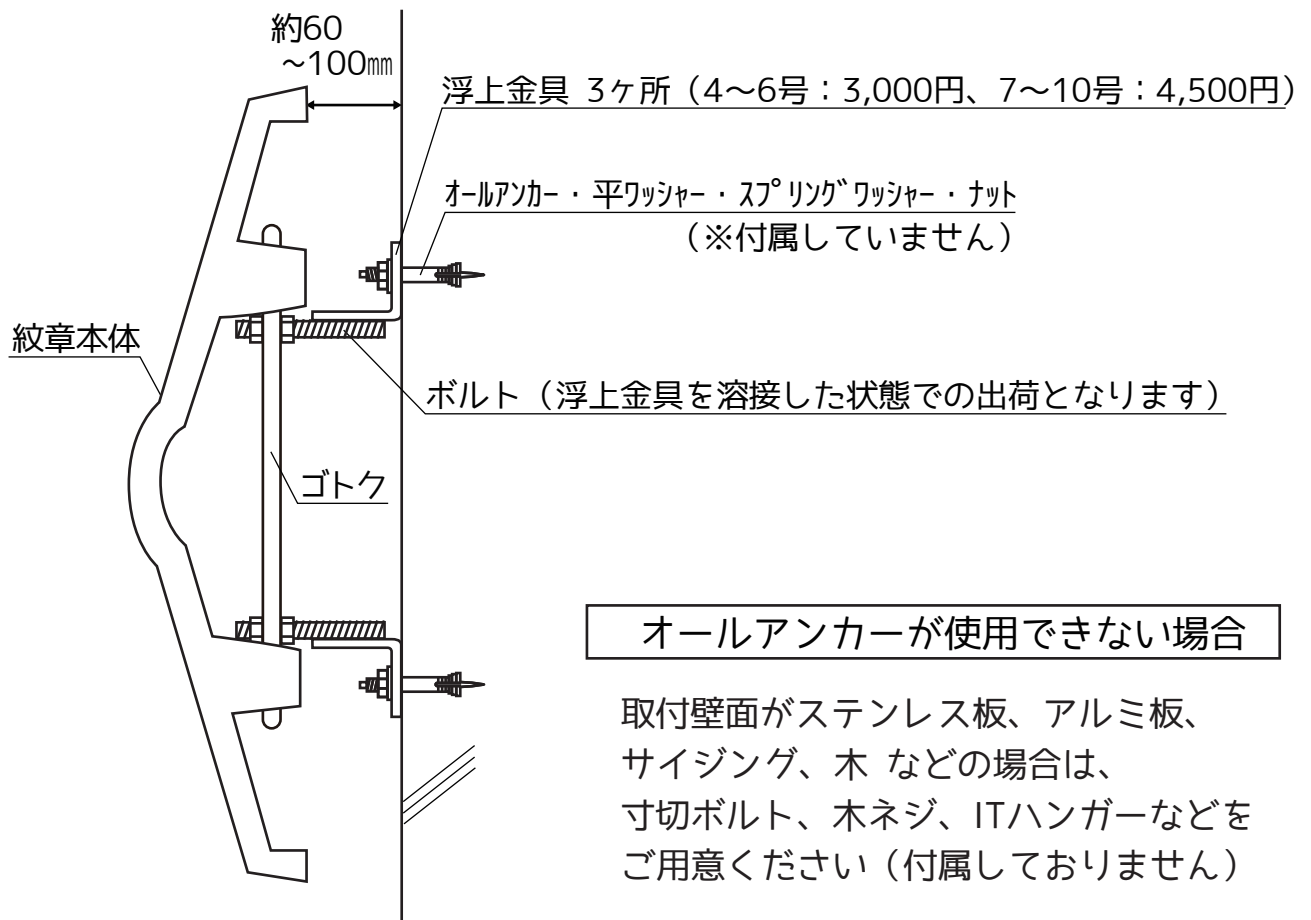 約60
～100㎜
浮上金具 3ヶ所（4～6号：3,000円、7～10号：4,500円）
ｵｰﾙｱﾝｶｰ・平ﾜｯｼｬｰ・ｽﾌﾟﾘﾝｸﾞﾜｯｼｬｰ・ﾅｯﾄ
（※付属していません）
紋章本体
ボルト（浮上金具を溶接した状態での出荷となります）
ゴトク
オールアンカーが使用できない場合
取付壁面がステンレス板、アルミ板、
サイジング、木 などの場合は、
寸切ボルト、木ネジ、ITハンガーなどを
ご用意ください（付属しておりません）